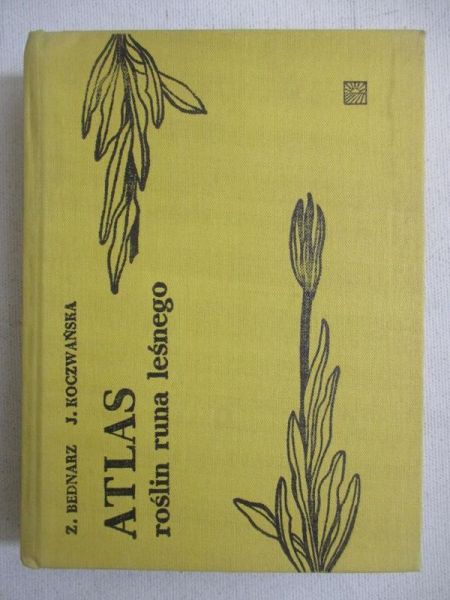 Z. BEDNARZ J. KOCZWAŃSKA
ATLAS
roślin runa leśnego